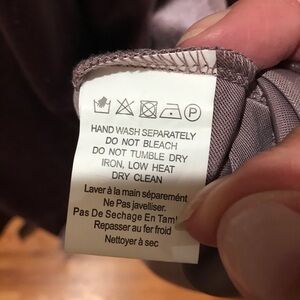 HAND WASH SEPARATELY
DO NOT BLEACH
DO NOT TUMBLE DRY
IRON, LOW HEAT
DRY CLEAN
Laver à la main séparément
Ne Pas javelliser.
Pas De Sechage En Tam
Repasser au fer froid
Nettoyer à sec